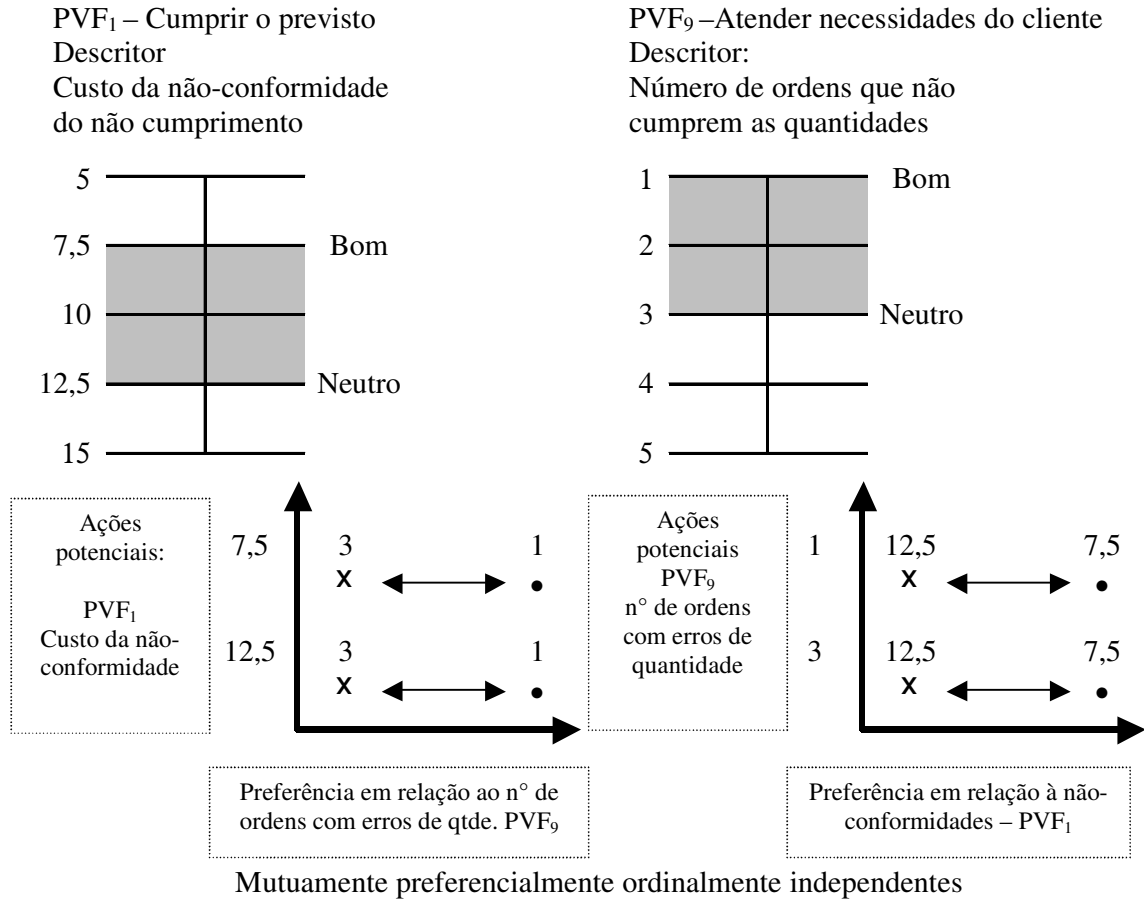 PVF₁ – Cumprir o previsto
Descritor
Custo da não-conformidade
do não cumprimento
5
7,5
Bom
10
12,5
Neutro
15
PVF₉ –Atender necessidades do cliente
Descritor:
Número de ordens que não
cumprem as quantidades
1
Bom
2
3
Neutro
4
5
Ações
potenciais:
PVF₁
Custo da não-
conformidade
7,5
3
1
x
12,5
3
1
x
Preferência em relação ao n° de
ordens com erros de qtde. PVF₉
Ações
potenciais
PVF₉
n° de ordens
com erros de
quantidade
1
12,5
7,5
x
3
12,5
7,5
x
Preferência em relação à não-
conformidades – PVF₁
Mutuamente preferencialmente ordinalmente independentes